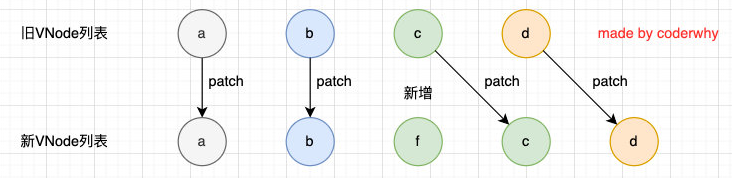 旧VNode列表 a b c d made by coderwhy
patch patch patch patch
新增
新VNode列表 a b f c d